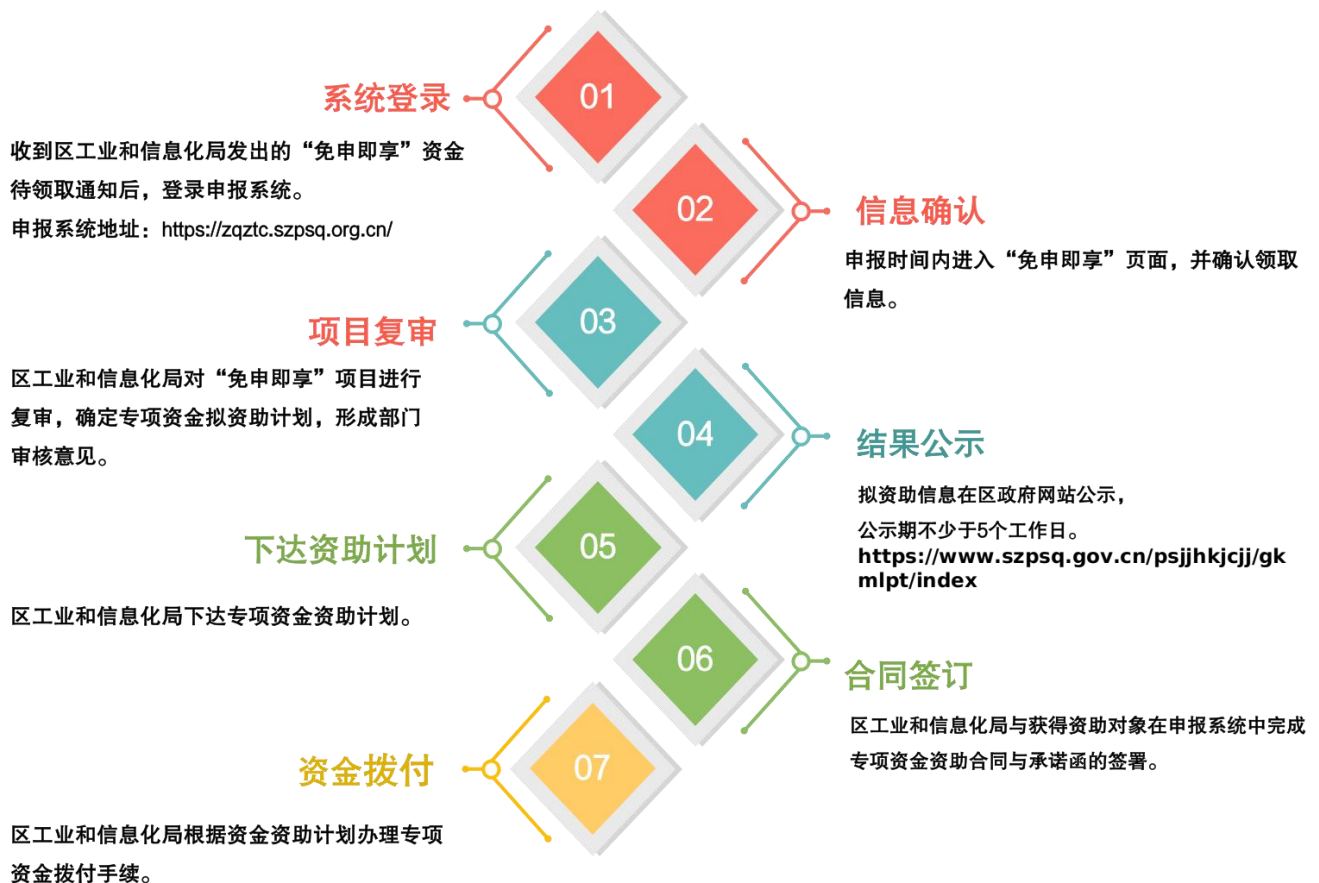 01
系统登录
收到区工业和信息化局发出的“免申即享”资金
待领取通知后，登录申报系统。
申报系统地址：https://zqztc.szpsq.org.cn/
02
信息确认
申报时间内进入“免申即享”页面，并确认领取
信息。
03
项目复审
区工业和信息化局对“免申即享”项目进行
复审，确定专项资金拟资助计划，形成部门
审核意见。
04
结果公示
拟资助信息在区政府网站公示，
公示期不少于5个工作日。
https://www.szpsq.gov.cn/psjjhkjcjj/gk
mlpt/index
05
下达资助计划
区工业和信息化局下达专项资金资助计划。
06
合同签订
区工业和信息化局与获得资助对象在申报系统中完成
专项资金资助合同与承诺函的签署。
07
资金拨付
区工业和信息化局根据资金资助计划办理专项
资金拨付手续。